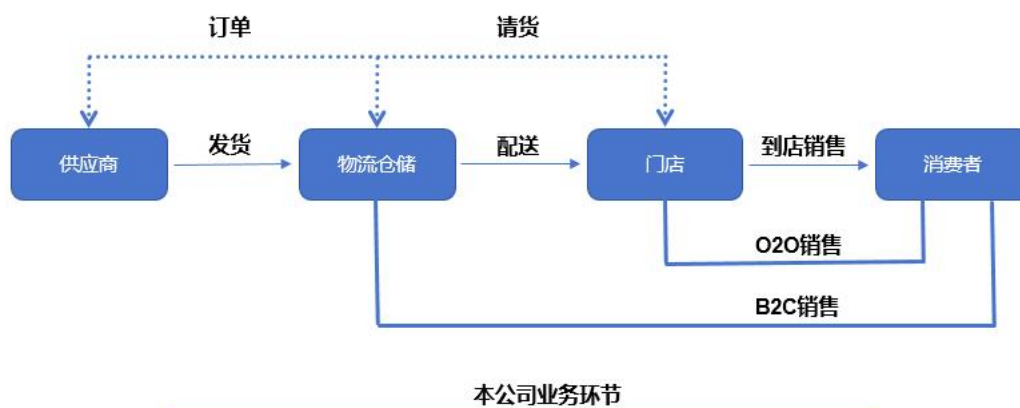 订单
请货
供应商
发货
物流仓储
配送
门店
到店销售
消费者
O2O销售
B2C销售
本公司业务环节